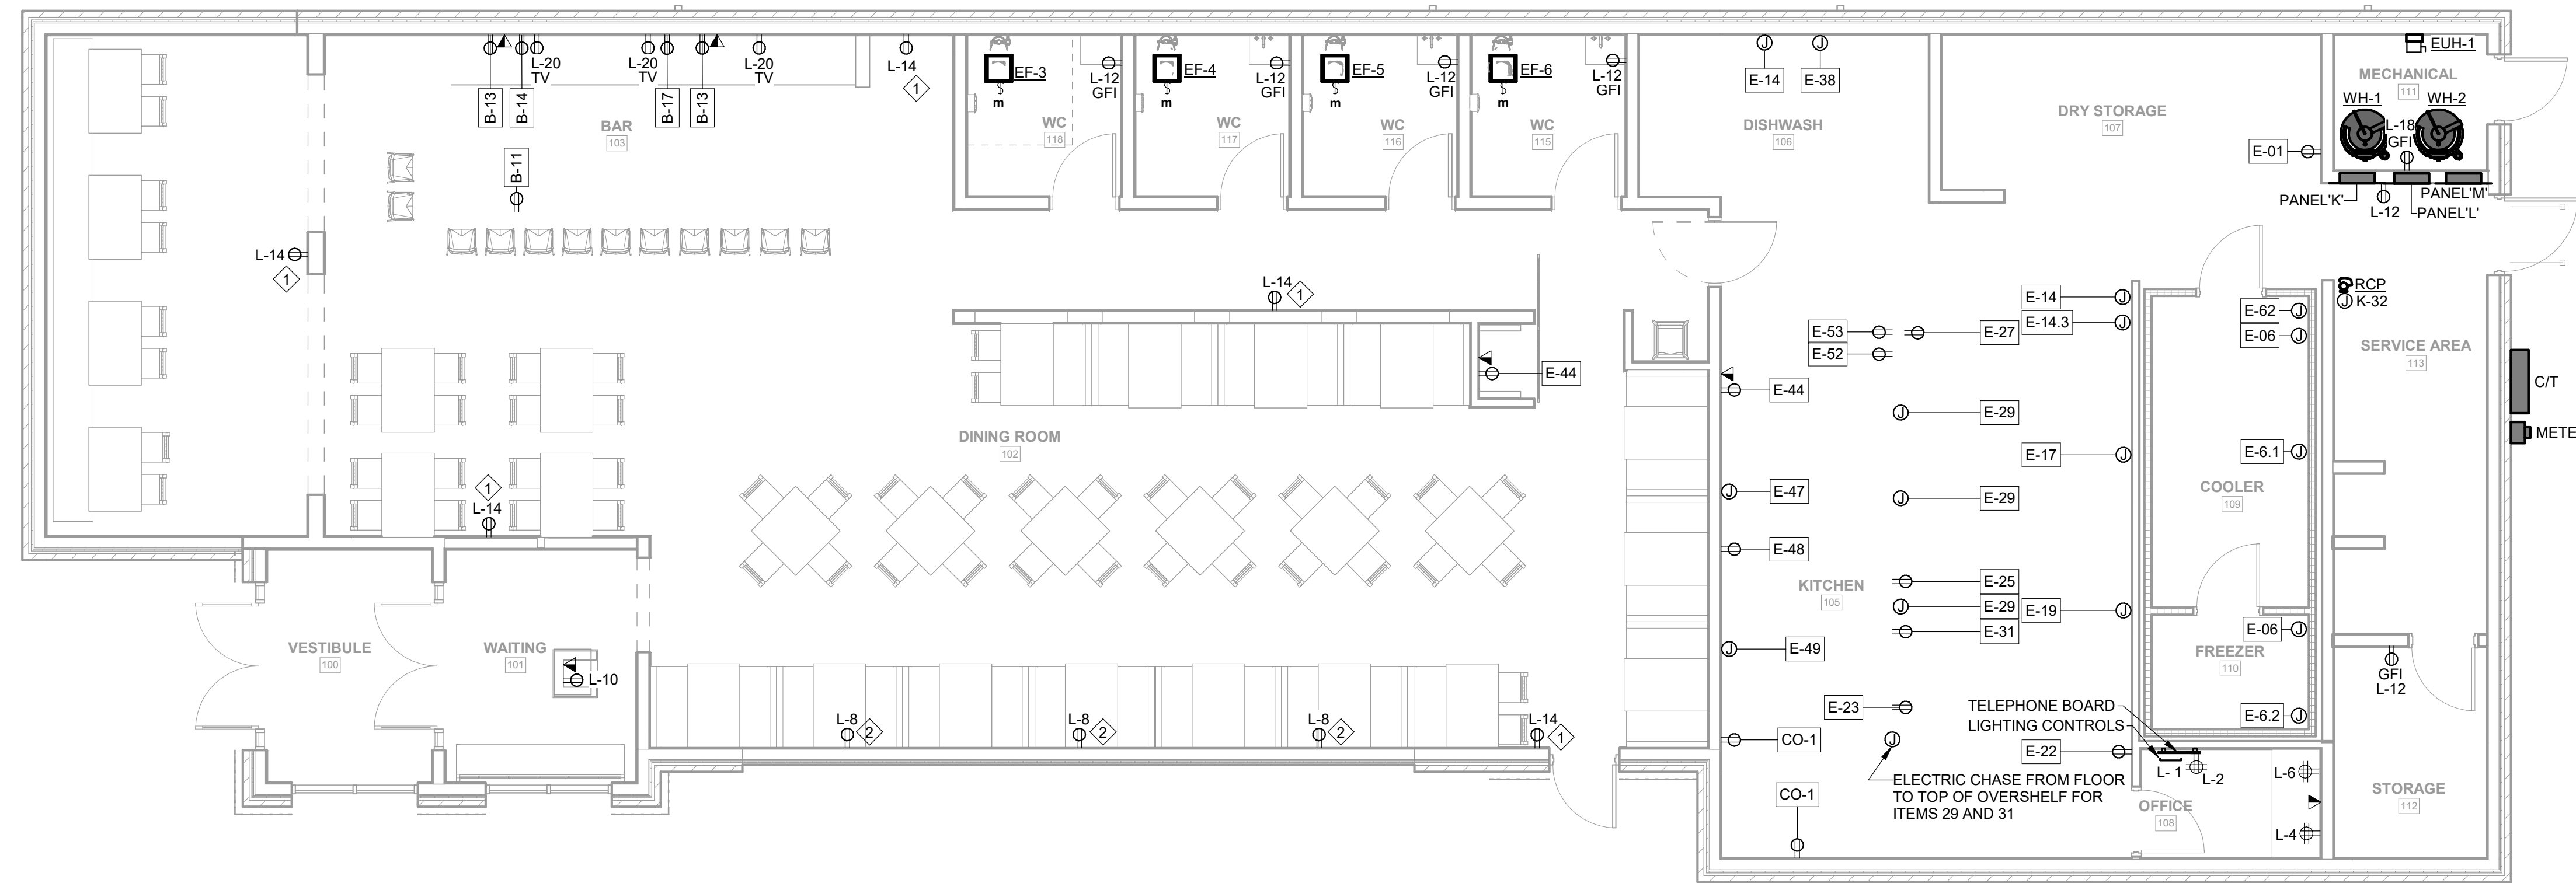 EUH-1
L-20
TV
L-20
TV
L-20
TV
L-14
1
EF-3
m
L-12
GFI
EF-4
m
L-12
GFI
EF-5
m
L-12
GFI
EF-6
m
L-12
GFI
E-14
E-38
MECHANICAL
111
B-13
B-14
B-17
B-13
BAR
103
WC
118
WC
117
WC
116
WC
115
DISHWASH
106
DRY STORAGE
107
WH-1
WH-2
L-18
GFI
E-01
B-11
PANEL'K'
L-12
PANEL'M'
PANEL'L'
L-14
1
L-14
1
E-14
E-14.3
E-62
E-06
RCP
J K-32
E-53
E-27
E-52
SERVICE AREA
113
E-44
E-44
C/T
E-29
METE
DINING ROOM
102
E-17
E-6.1
1
L-14
E-47
E-29
COOLER
109
E-48
KITCHEN
105
E-25
E-29
E-19
E-31
E-06
VESTIBULE
100
WAITING
101
L-10
E-49
FREEZER
110
GFI
L-12
L-8
2
L-8
2
L-8
2
L-14
1
E-23
TELEPHONE BOARD
LIGHTING CONTROLS
E-6.2
CO-1
E-22
L- 1
L-2
L-6
ELECTRIC CHASE FROM FLOOR
TO TOP OF OVERSHELF FOR
ITEMS 29 AND 31
CO-1
OFFICE
108
L-4
STORAGE
112